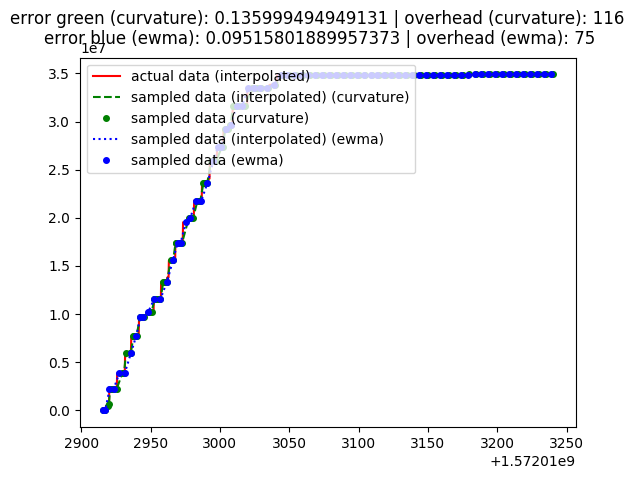 error green (curvature): 0.135999494949131 | overhead (curvature): 116
error blue (ewma): 0.09515801889957373 | overhead (ewma): 75
1e7
actual data (interpolated)
sampled data (interpolated) (curvature)
sampled data (curvature)
sampled data (interpolated) (ewma)
sampled data (ewma)
3.5
3.0
2.5
2.0
1.5
1.0
0.5
0.0
2900 2950 3000 3050 3100 3150 3200 3250
+1.57201e9